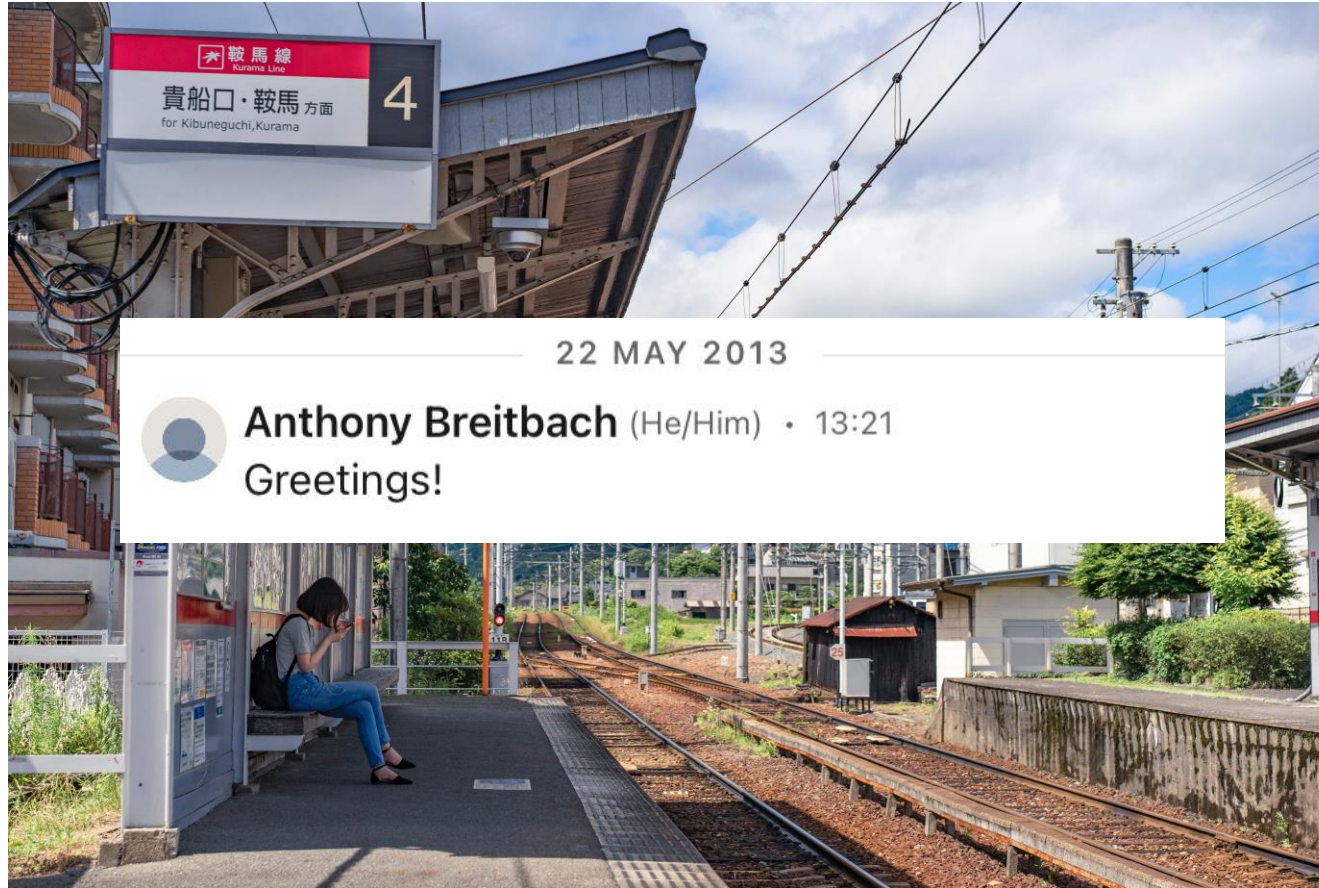 鞍馬線
Kurama Line
貴船口・鞍馬 方面
for Kibuneguchi,Kurama
4
22 MAY 2013
Anthony Breitbach (He/Him) • 13:21
Greetings!
118
25